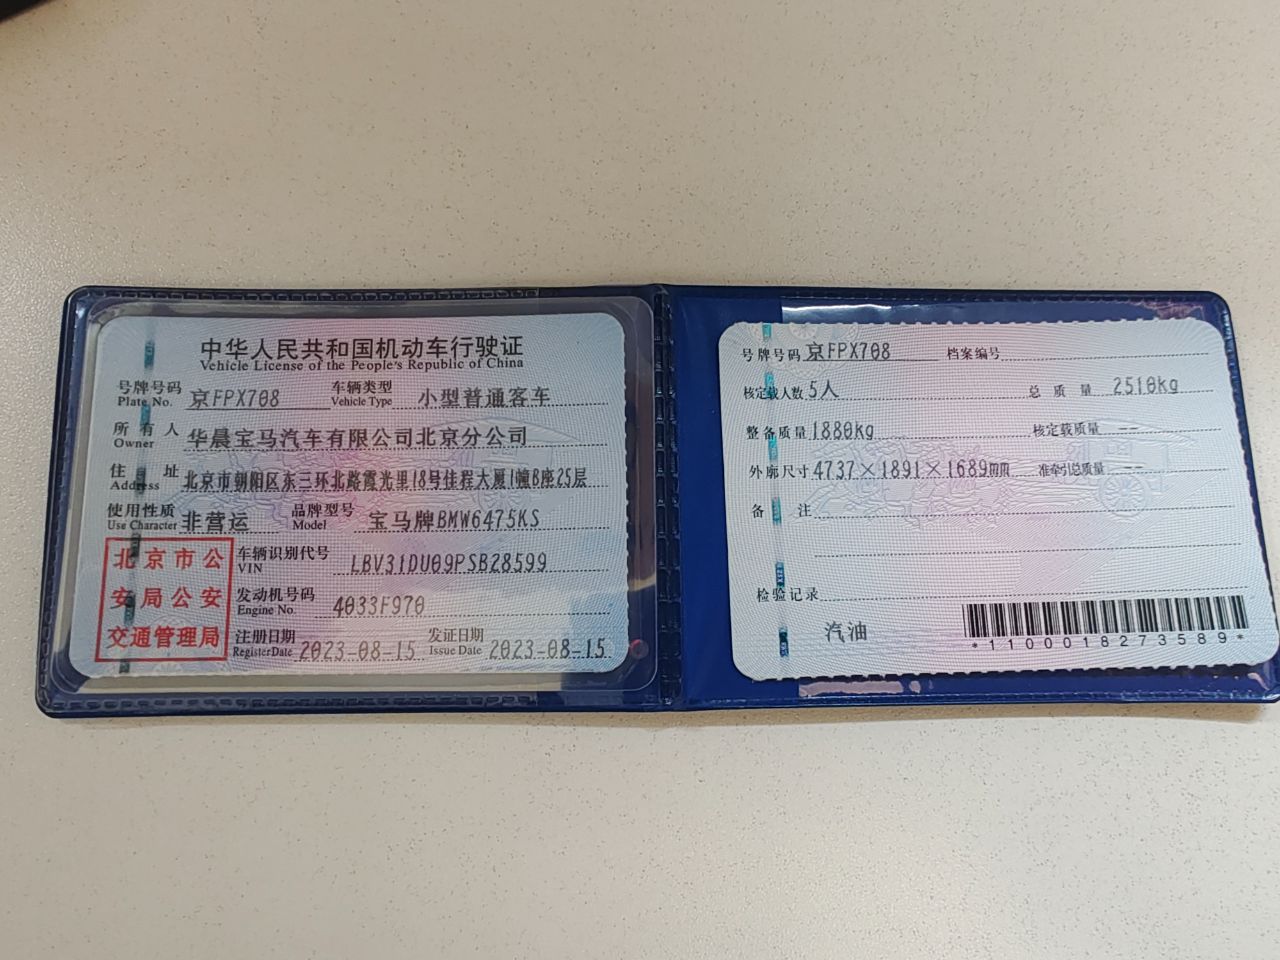 中华人民共和国机动车行驶证
Vehicle License of the People's Republic of China
号牌号码 京FPX708 车辆类型 小型普通客车
Plate No. Vehicle Type
所有人 华晨宝马汽车有限公司北京分公司
Owner
住址 北京市朝阳区东三环北路霞光里18号佳程大厦1幢B座25层
Address
使用性质 非营运 品牌型号 宝马牌BMW6475KS
Use Character Model
北京市公
安局公安
交通管理局
车辆识别代号 LBV31DU09PSB28599
VIN
发动机号码 4033F970
Engine No.
注册日期 2023-08-15 发证日期 2023-08-15
Register Date Issue Date
号牌号码 京FPX708 档案编号
核定载人数 5人 总质量 2510kg
整备质量 1880kg 核定载质量 --
外廓尺寸 4737×1891×1689mm 准牵引总质量 --
备注
检验记录
汽油
*1100018273589*